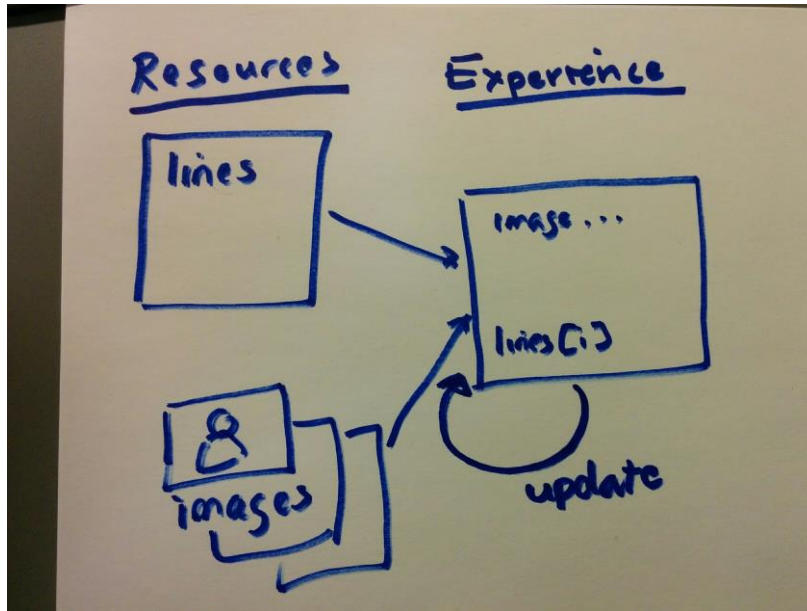 Resources
Experience
lines
image...
lines[i]
images
update